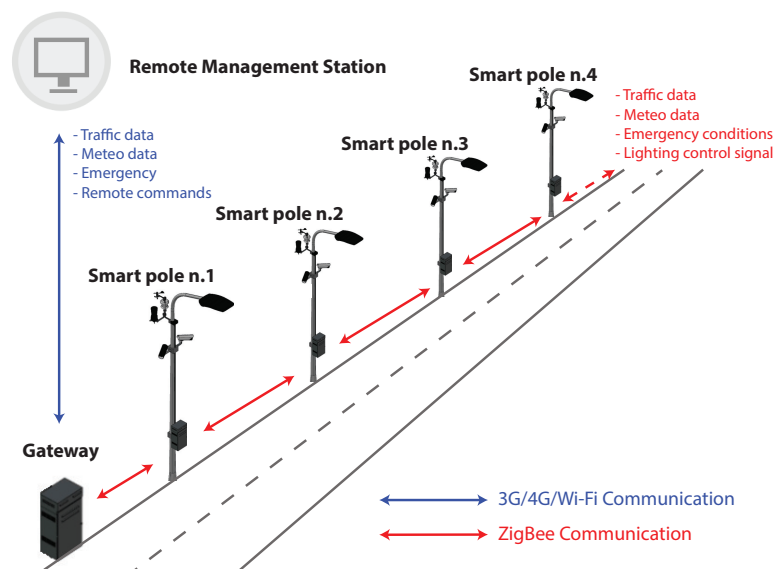 Remote Management Station
Smart pole n.4
- Traffic data
- Meteo data
- Emergency conditions
- Lighting control signal
- Traffic data
- Meteo data
- Emergency
- Remote commands
Smart pole n.3
Smart pole n.2
Smart pole n.1
Gateway
3G/4G/Wi-Fi Communication
ZigBee Communication